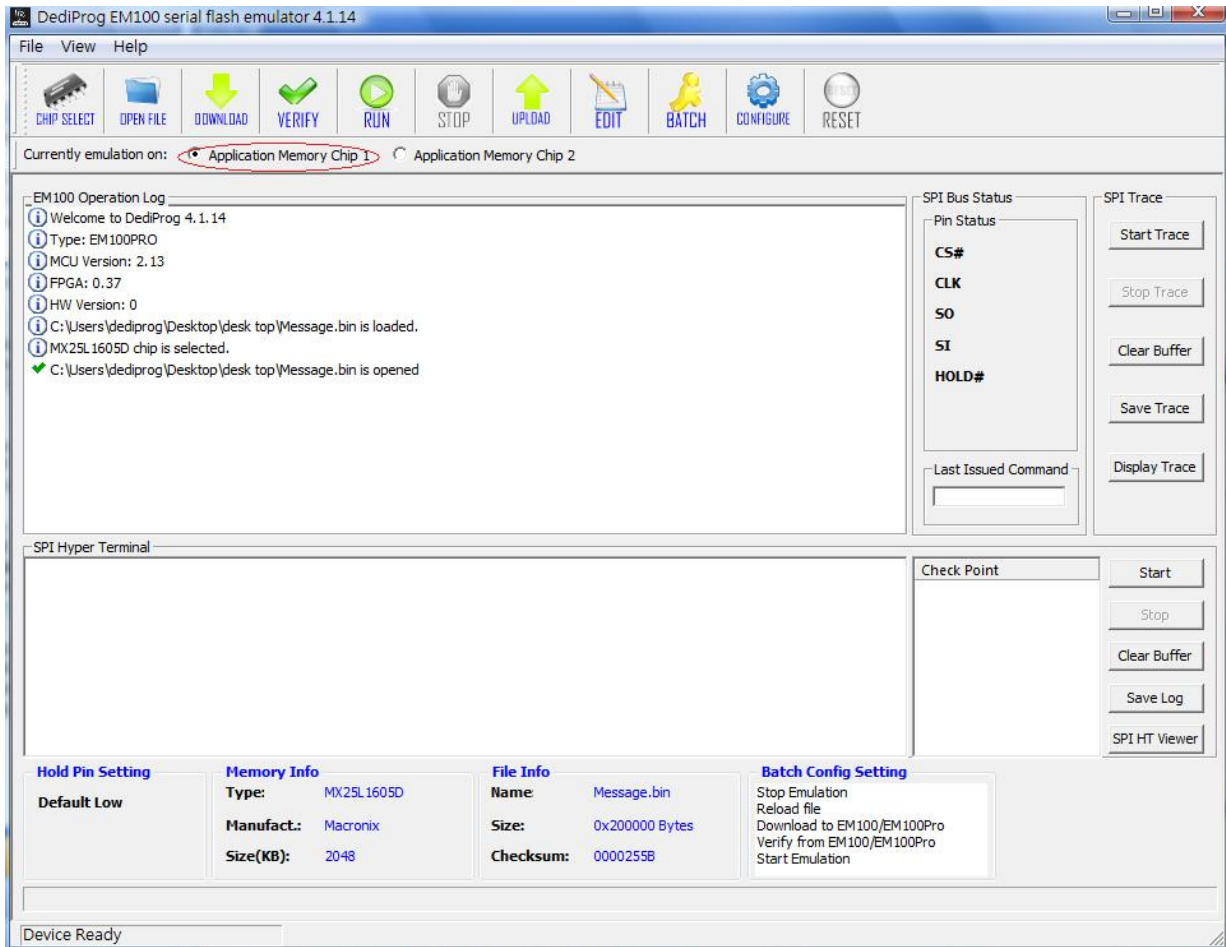 DediProg EM100 serial flash emulator 4.1.14
File View Help
CHIP SELECT OPEN FILE DOWNLOAD VERIFY RUN STOP UPLOAD EDIT BATCH CONFIGURE RESET
Currently emulation on: Application Memory Chip 1 Application Memory Chip 2
EM100 Operation Log
Welcome to DediProg 4.1.14
Type: EM100PRO
MCU Version: 2.13
FPGA: 0.37
HW Version: 0
C:\Users\dediprog\Desktop\desk top\Message.bin is loaded.
MX25L1605D chip is selected.
C:\Users\dediprog\Desktop\desk top\Message.bin is opened
SPI Bus Status
Pin Status
CS#
CLK
SO
SI
HOLD#
Last Issued Command
SPI Trace
Start Trace
Stop Trace
Clear Buffer
Save Trace
Display Trace
SPI Hyper Terminal
Check Point
Start
Stop
Clear Buffer
Save Log
SPI HT Viewer
Hold Pin Setting
Default Low
Memory Info
Type: MX25L1605D
Manufact.: Macronix
Size(KB): 2048
File Info
Name: Message.bin
Size: 0x200000 Bytes
Checksum: 0000255B
Batch Config Setting
Stop Emulation
Reload file
Download to EM100/EM100Pro
Verify from EM100/EM100Pro
Start Emulation
Device Ready